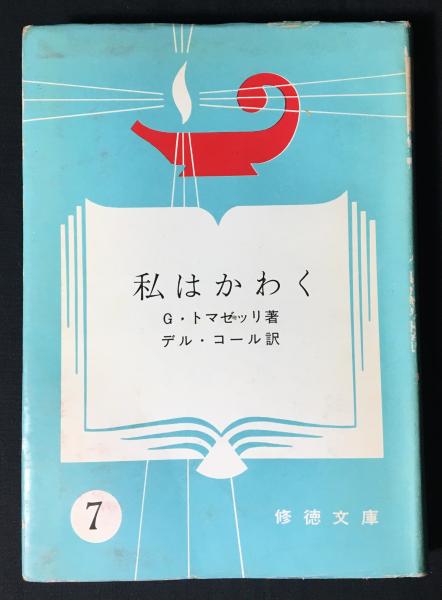 私はかわく
G・トマゼッリ著
デル・コール訳
7
修徳文庫